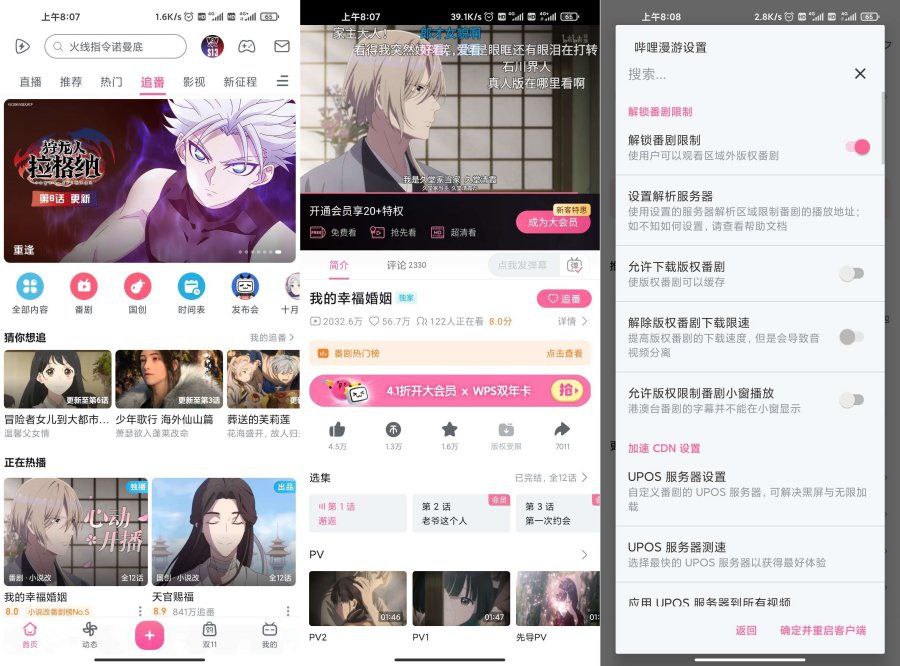 上午8:07
1.6K/s
65
火线指令诺曼底
直播
推荐
热门
追番
影视
新征程
狩龙人
拉格纳
第6话 更新
重逢
全部内容
番剧
国创
时间表
发布会
十月
猜你想追
我的追番
更新至第6话
更新至第5话
冒险者女儿到大都市…
少年歌行 海外仙山篇
葬送的芙莉莲
温馨父女情
萧瑟欲入蓬莱改命
花海盛开,故人归
正在热播
独播
心动
开播
番剧 · 小说改
全12话
出品
国创 · 小说改
全12话
我的幸福婚姻
天官赐福
8.0 小说改番剧榜No.5
8.9 841万追番
首页
动态
双11
我的
上午8:07
39.1K/s
65
家主大人!
看得我突然好看笑,爱看是眼眶还有眼泪在打转
石川界人
真人版在哪里看啊
我是久堂家当家 久堂清霞
开通会员享20+特权
新客特惠
成为大会员
免费看
抢先看
超清看
简介
评论 2330
点我发弹幕
弹
我的幸福婚姻
独家
追番
2032.6万
56.7万
122人正在看
8.0分
详情
番剧热门榜
点击查看
4.1折开大会员 x WPS双年卡
抢
4.5万
1.3万
1.6万
版权受限
7011
选集
已完结, 全12话
第 1 话
邂逅
会员
第 2 话
老爷这个人
第 3 话
第一次约会
PV
01:46
01:47
PV2
PV1
先导PV
上午8:08
2.8K/s
65
哔哩漫游设置
搜索...
解锁番剧限制
解锁番剧限制
使用户可以观看区域外版权番剧
设置解析服务器
使用设置的服务器解析区域限制番剧的播放地址;
如不知如何设置,请查看帮助文档
允许下载版权番剧
使版权番剧可以缓存
解除版权番剧下载限速
提高版权番剧的下载速度,但是会导致音
视频分离
允许版权限制番剧小窗播放
港澳台番剧的字幕并不能在小窗显示
加速 CDN 设置
UPOS 服务器设置
自定义番剧的 UPOS 服务器,可解决黑屏与无限加
载
UPOS 服务器测速
选择最快的 UPOS 服务器以获得最好体验
应用 UPOS 服务器到所有视频
返回
确定并重启客户端